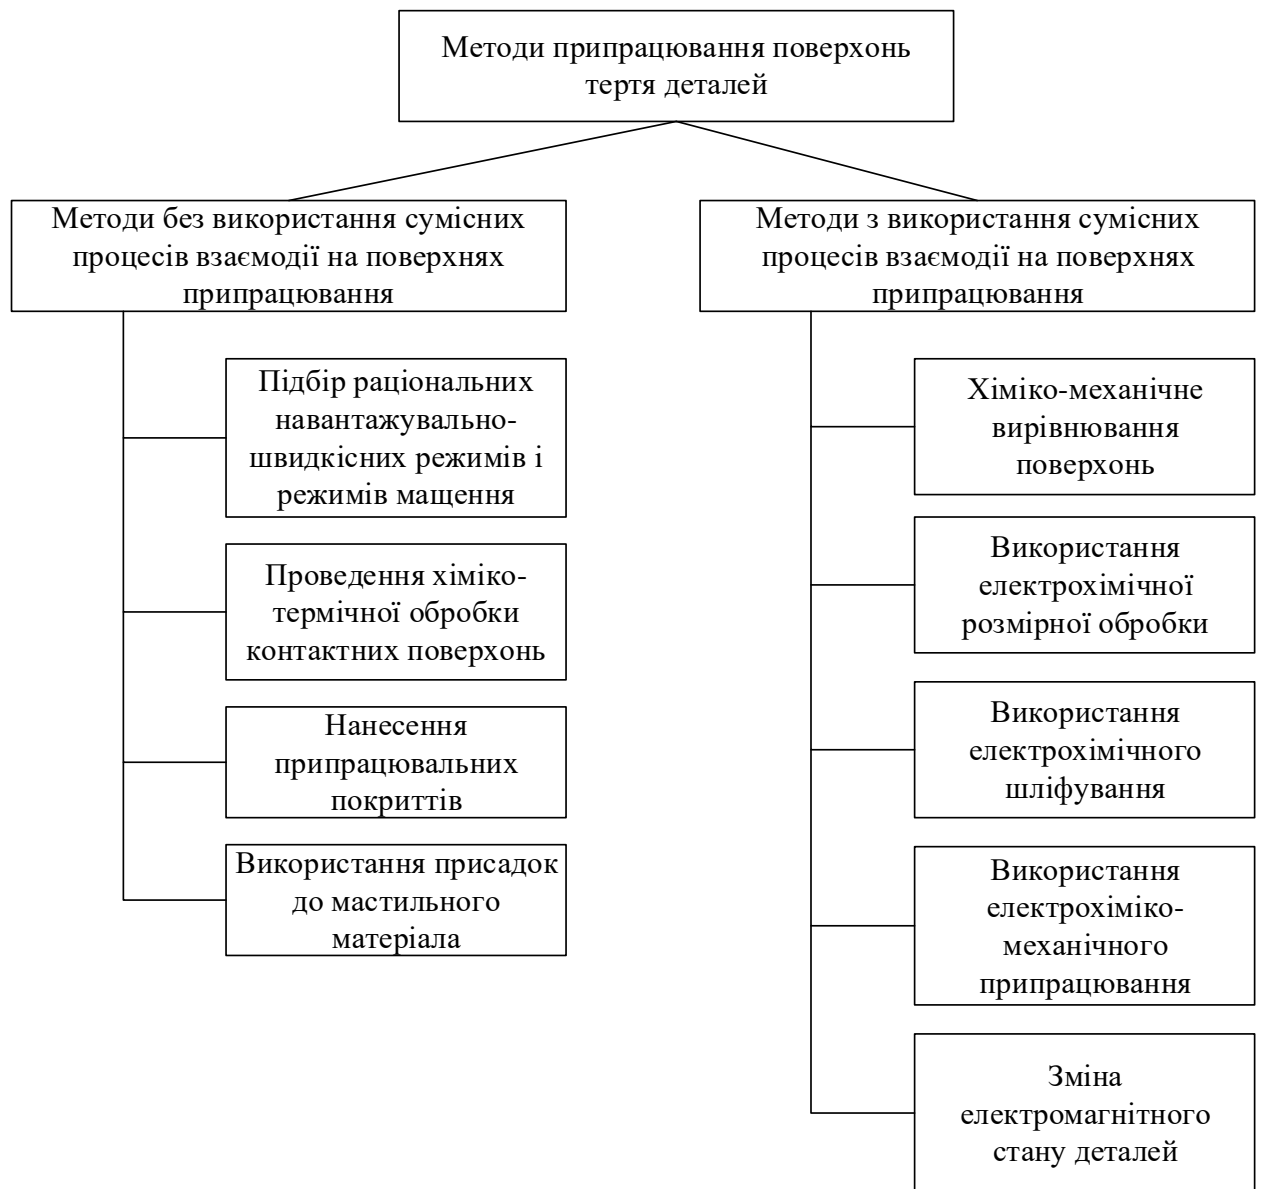 Методи припрацювання поверхонь
тертя деталей
Методи без використання сумісних
процесів взаємодії на поверхнях
припрацювання
Підбір раціональних
навантажувально-
швидкісних режимів і
режимів мащення
Проведення хіміко-
термічної обробки
контактних поверхонь
Нанесення
припрацювальних
покриттів
Використання присадок
до мастильного
матеріала
Методи з використання сумісних
процесів взаємодії на поверхнях
припрацювання
Хіміко-механічне
вирівнювання
поверхонь
Використання
електрохімічної
розмірної обробки
Використання
електрохімічного
шліфування
Використання
електрохіміко-
механічного
припрацювання
Зміна
електромагнітного
стану деталей